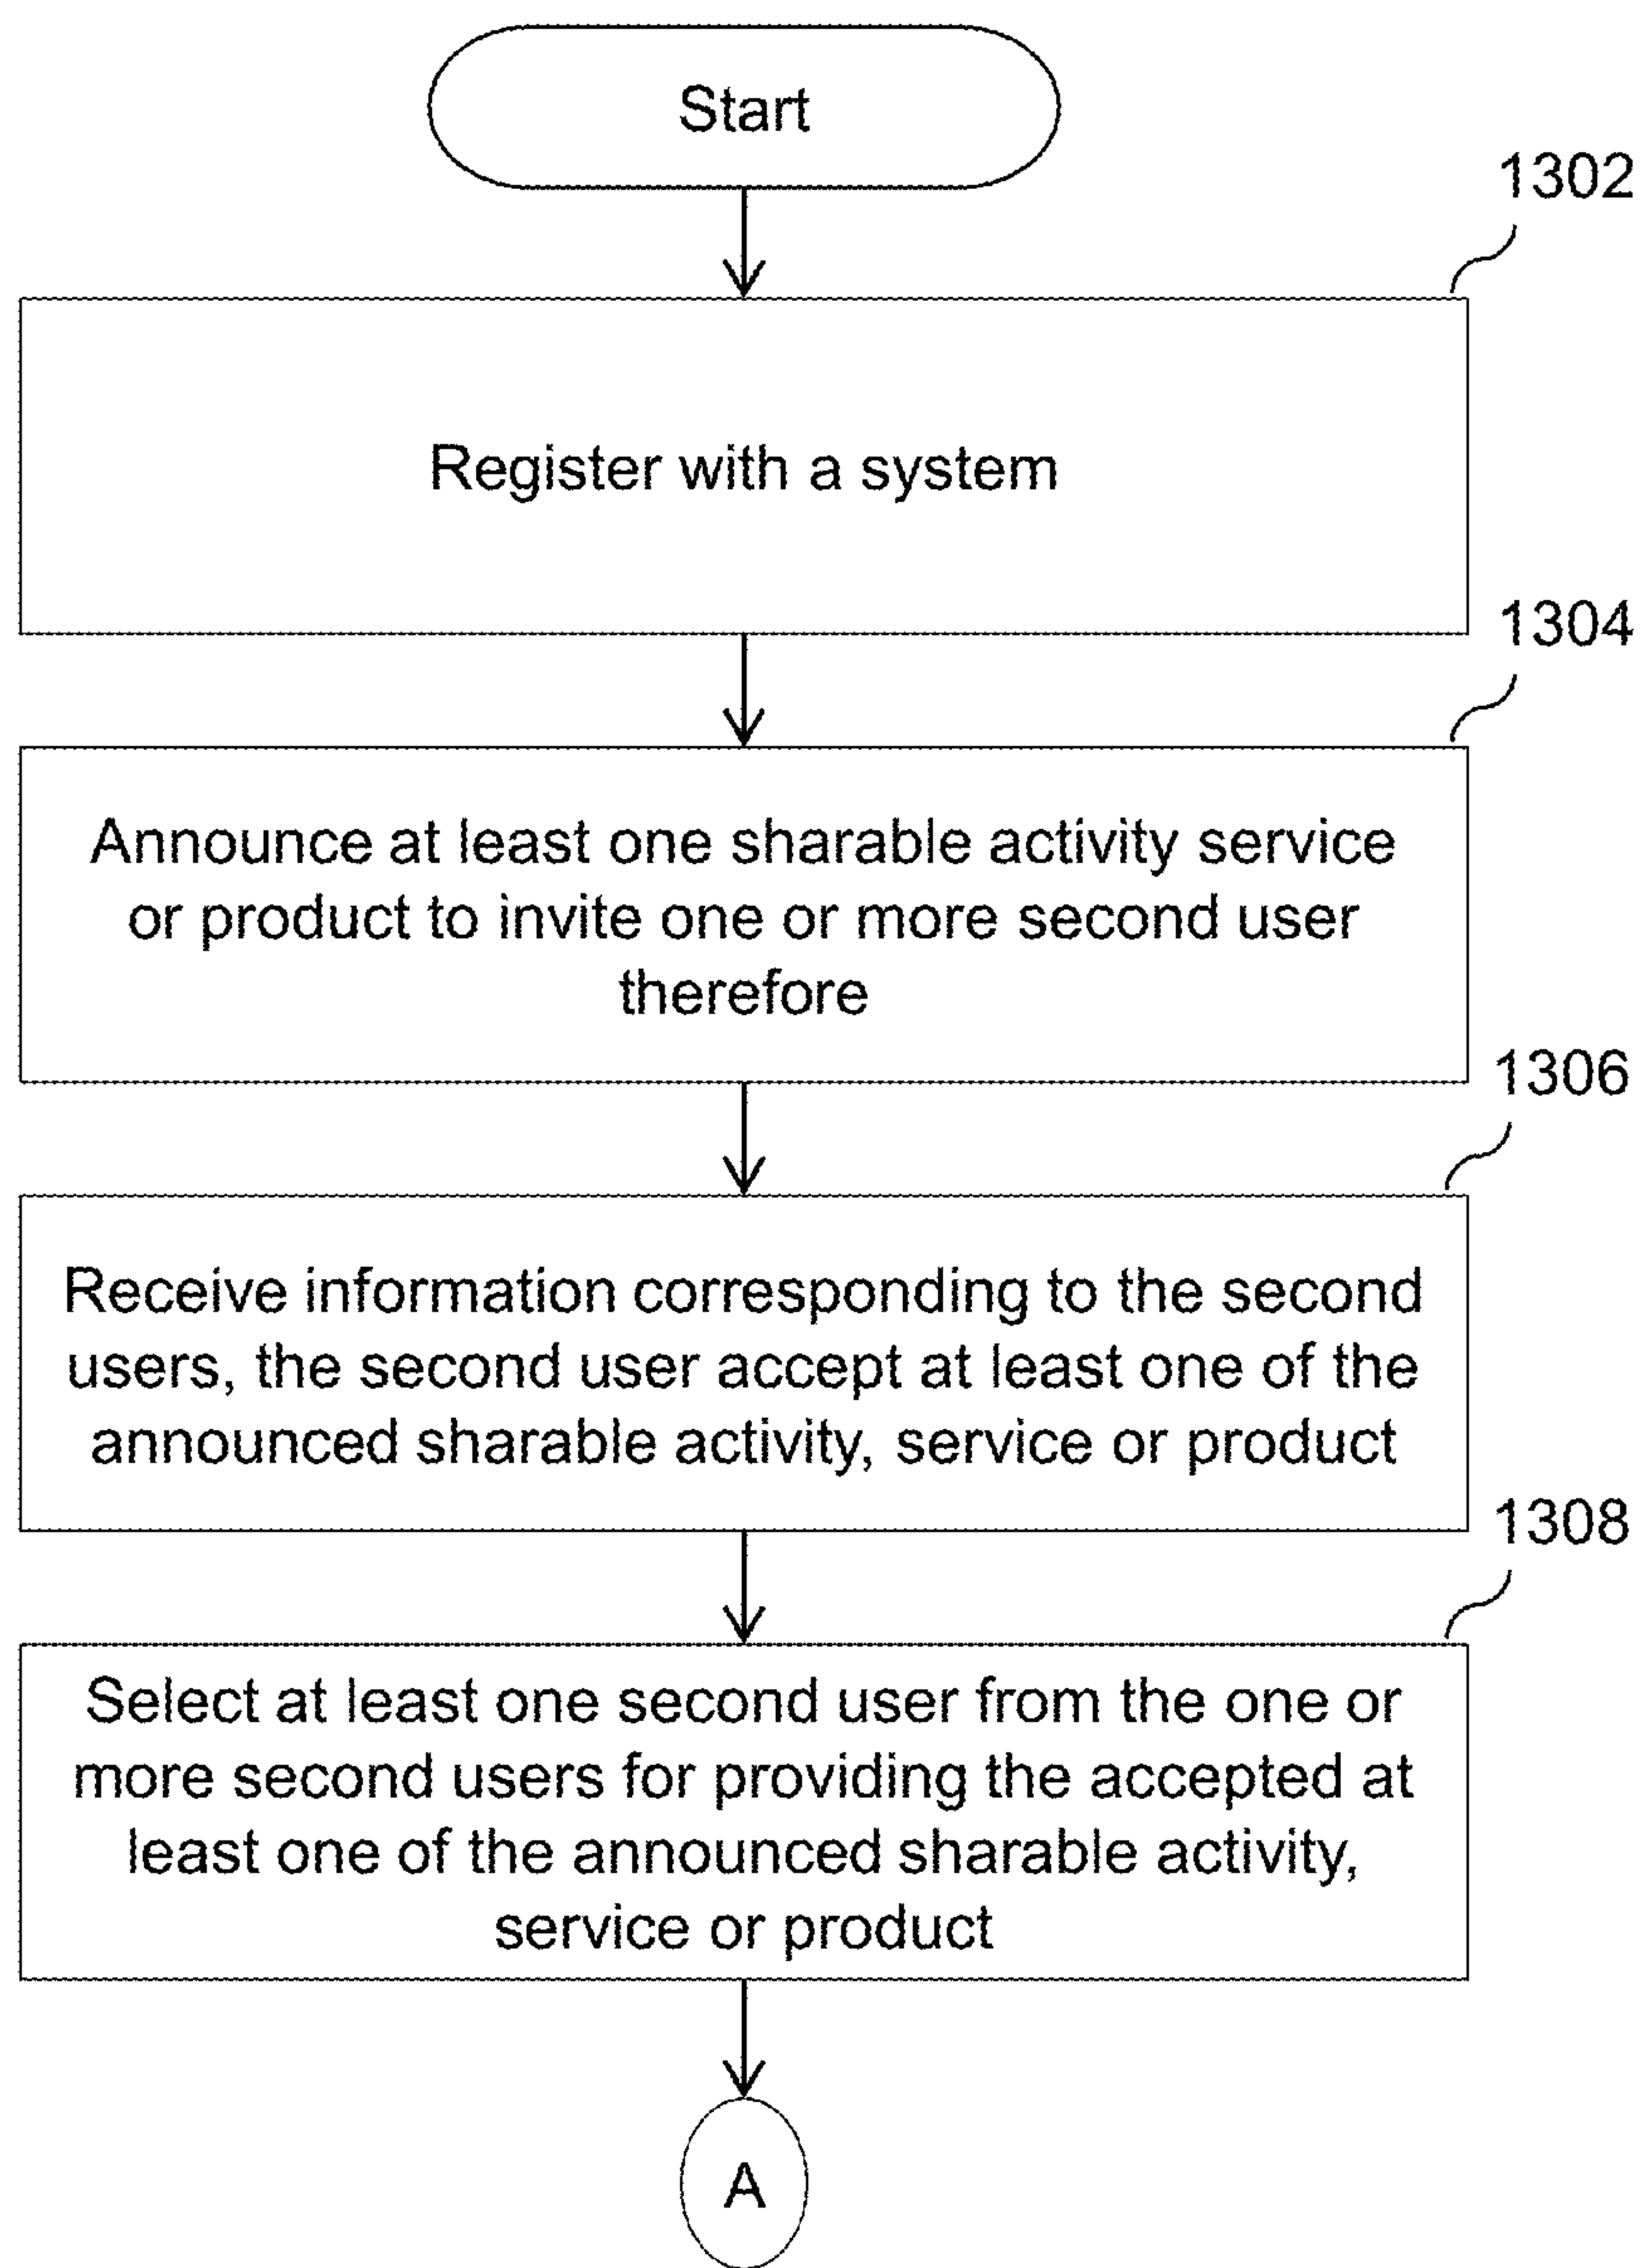 Start
1302
Register with a system
1304
Announce at least one sharable activity service
or product to invite one or more second user
therefore
1306
Receive information corresponding to the second
users, the second user accept at least one of the
announced sharable activity, service or product
1308
Select at least one second user from the one or
more second users for providing the accepted at
least one of the announced sharable activity,
service or product
A